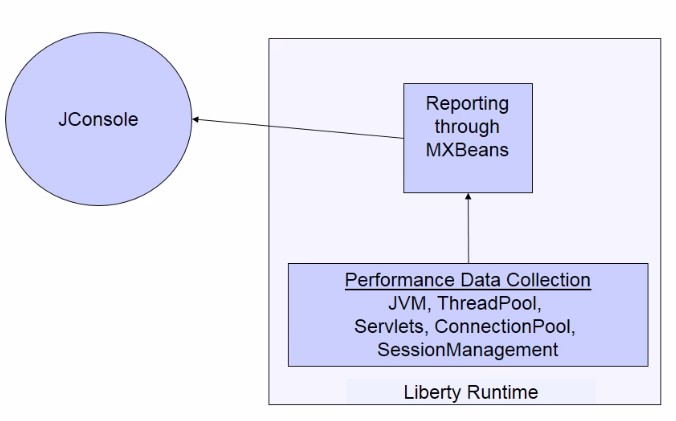 JConsole
Reporting
through
MXBeans
Performance Data Collection
JVM, ThreadPool,
Servlets, ConnectionPool,
SessionManagement
Liberty Runtime